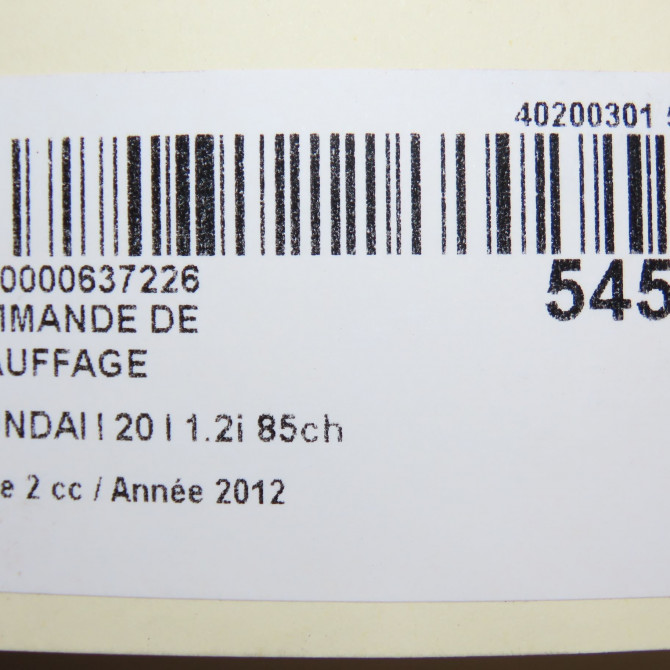 40200301
0000637226
545
MMANDE DE
AUFFAGE
NDAI I 20 I 1.2i 85ch
e 2 cc / Année 2012